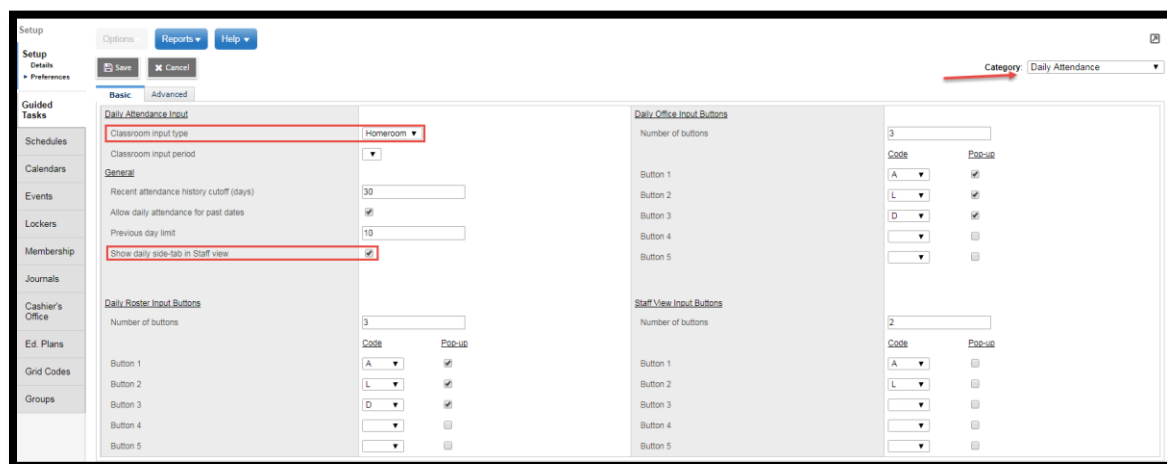 Setup
Options Reports Help
Setup
Details
Preferences
Save Cancel
Category: Daily Attendance
Guided
Tasks
Schedules
Calendars
Events
Lockers
Membership
Journals
Cashier's
Office
Ed. Plans
Grid Codes
Groups
Basic Advanced
Daily Attendance Input
Classroom input type Homeroom
Classroom input period
General
Recent attendance history cutoff (days) 30
Allow daily attendance for past dates
Previous day limit 10
Show daily side-tab in Staff view
Daily Office Input Buttons
Number of buttons 3
Code Pop-up
Button 1 A
Button 2 L
Button 3 D
Button 4
Button 5
Daily Roster Input Buttons
Number of buttons 3
Code Pop-up
Button 1 A
Button 2 L
Button 3 D
Button 4
Button 5
Staff View Input Buttons
Number of buttons 2
Code Pop-up
Button 1 A
Button 2 L
Button 3
Button 4
Button 5